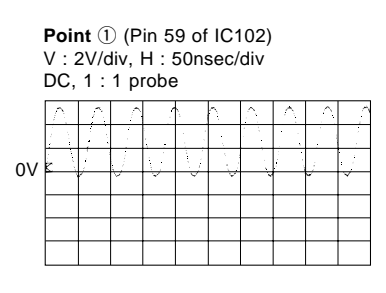 Point ① (Pin 59 of IC102)
V : 2V/div, H : 50nsec/div
DC, 1 : 1 probe
0V